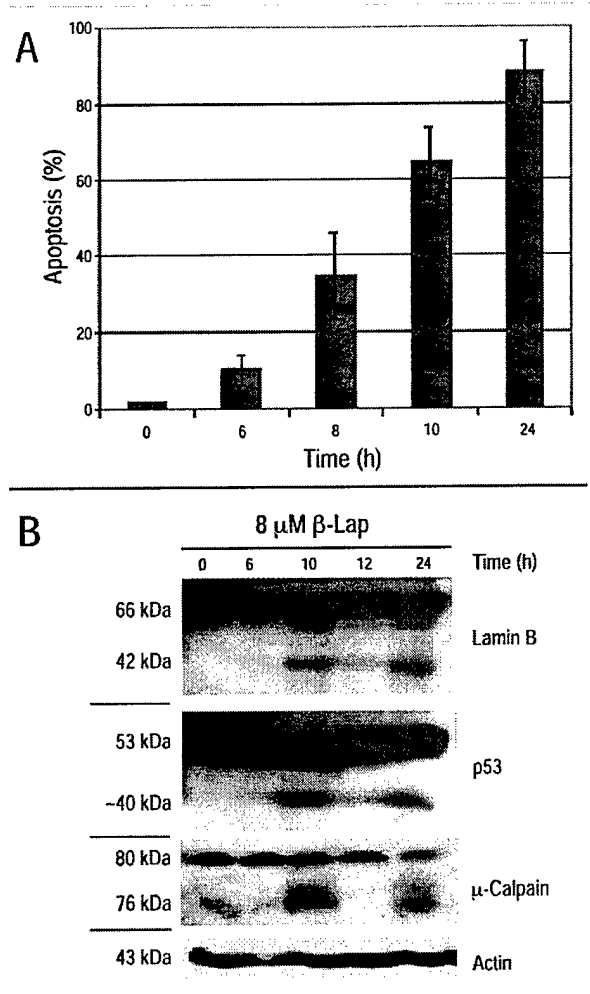 A
100
80
60
40
20
0
Apoptosis (%)
0 6 8 10 24
Time (h)
B
8 μM β-Lap
0 6 10 12 24 Time (h)
66 kDa
Lamin B
42 kDa
53 kDa
p53
~40 kDa
80 kDa
μ-Calpain
76 kDa
43 kDa
Actin